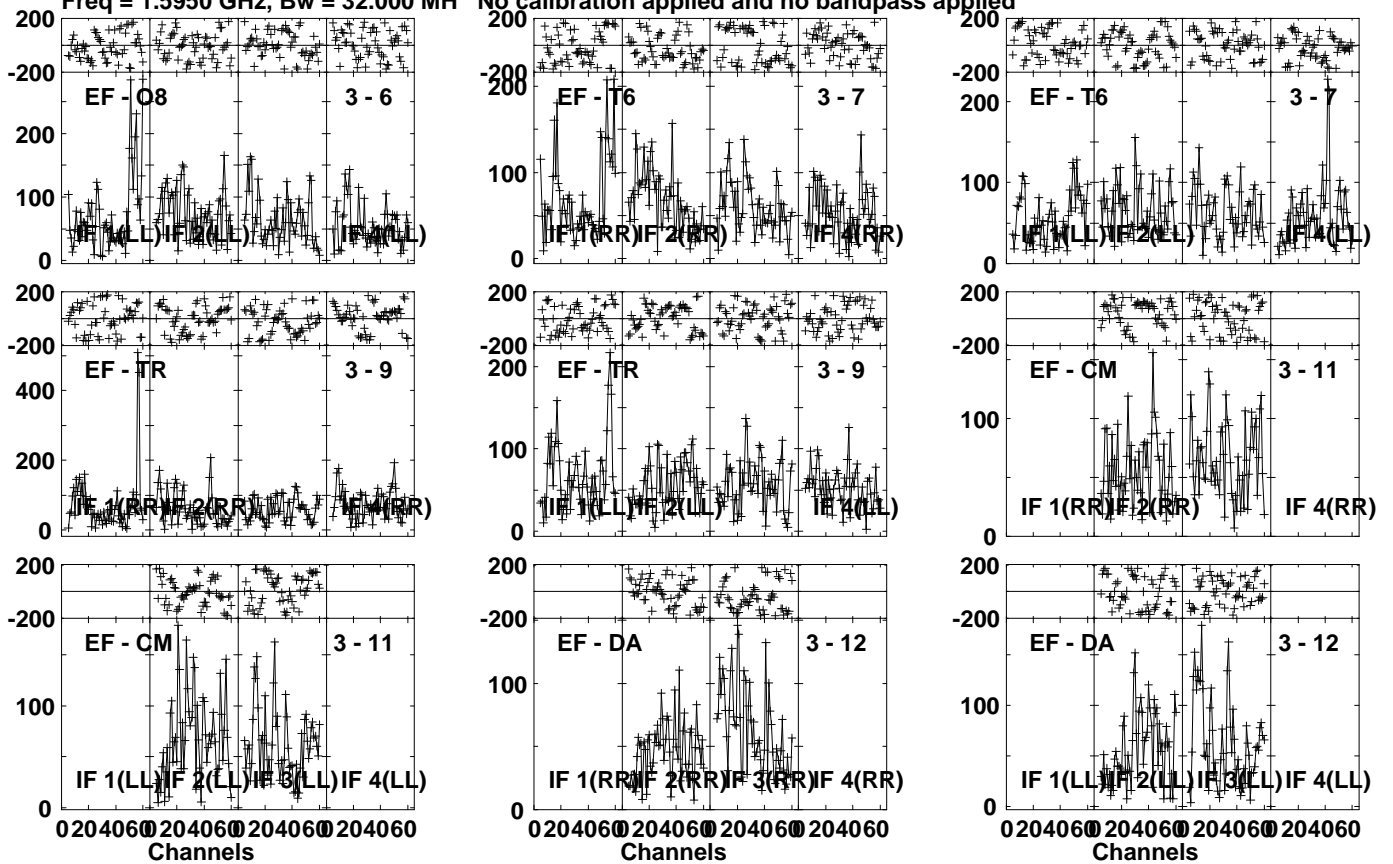 Freq = 1.5950 GHz, Bw = 32.000 MH No calibration applied and no bandpass applied
200 200 200
-200 -200 -200
EF - O8 3 - 6 EF - T6 3 - 7 EF - T6 3 - 7
200 200 200
100 100 100
IF 1(LL) IF 2(LL) IF 4(LL) IF 1(RR) IF 2(RR) IF 4(RR) IF 1(LL) IF 2(LL) IF 4(LL)
0 0 0
200 200 200
-200 -200 -200
EF - TR 3 - 9 EF - TR 3 - 9 EF - CM 3 - 11
400 200 100
200 100
IF 1(RR) IF 2(RR) IF 4(RR) IF 1(LL) IF 2(LL) IF 4(LL) IF 1(RR) IF 2(RR) IF 4(RR)
0 0 0
200 200 200
-200 -200 -200
EF - CM 3 - 11 EF - DA 3 - 12 EF - DA 3 - 12
100 100 100
IF 1(LL) IF 2(LL) IF 3(LL) IF 4(LL) IF 1(RR) IF 2(RR) IF 3(RR) IF 4(RR) IF 1(LL) IF 2(LL) IF 3(LL) IF 4(LL)
0 0 0
0 20 40 60 0 20 40 60 0 20 40 60 0 20 40 60 0 20 40 60 0 20 40 60 0 20 40 60 0 20 40 60 0 20 40 60 0 20 40 60 0 20 40 60 0 20 40 60
Channels Channels Channels